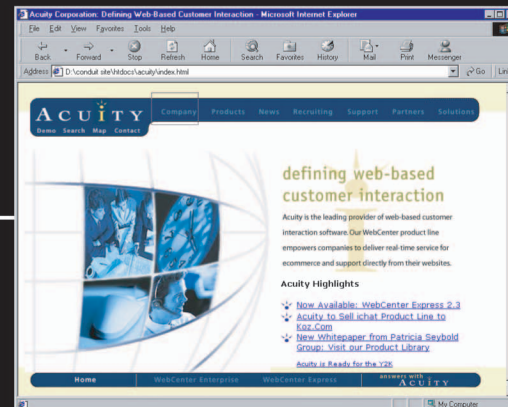 Acuity Corporation: Defining Web-Based Customer Interaction - Microsoft Internet Explorer
File Edit View Favorites Tools Help
Back Forward Stop Refresh Home Search Favorites History Mail Print Messenger
Address D:\conduit site\htdocs\acuity\index.html Go Lin
ACUITY
Company Products News Recruiting Support Partners Solutions
Demo Search Map Contact
defining web-based
customer interaction
Acuity is the leading provider of web-based customer
interaction software. Our WebCenter product line
empowers companies to deliver real-time service for
ecommerce and support directly from their websites.
Acuity Highlights
Now Available: WebCenter Express 2.3
Acuity to Sell ichat Product Line to
Koz.Com
New Whitepaper from Patricia Seybold
Group: Visit our Product Library
Acuity is Ready for the Y2K
Home WebCenter Enterprise WebCenter Express answers with
ACUITY
My Computer